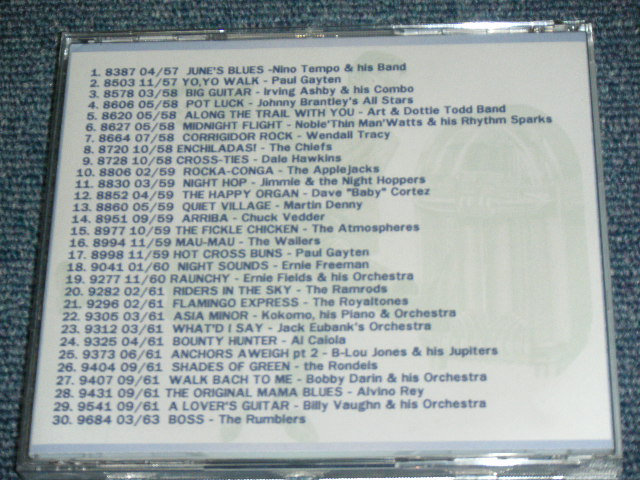 1. 8387 04/57 JUNE'S BLUES -Nino Tempo & his Band
2. 8503 11/57 YO,YO WALK - Paul Gayten
3. 8578 03/58 BIG GUITAR - Irving Ashby & his Combo
4. 8606 05/58 POT LUCK - Johnny Brantley's All Stars
5. 8620 05/58 ALONG THE TRAIL WITH YOU - Art & Dottie Todd Band
6. 8627 05/58 MIDNIGHT FLIGHT - Noble'Thin Man'Watts & his Rhythm Sparks
7. 8664 07/58 CORRIGIDOR ROCK - Wendall Tracy
8. 8720 10/58 ENCHILADAS! - The Chiefs
9. 8728 10/58 CROSS-TIES - Dale Hawkins
10. 8806 02/59 ROCKA-CONGA - The Applejacks
11. 8830 03/59 NIGHT HOP - Jimmie & the Night Hoppers
12. 8852 04/59 THE HAPPY ORGAN - Dave "Baby" Cortez
13. 8860 05/59 QUIET VILLAGE - Martin Denny
14. 8951 09/59 ARRIBA - Chuck Vedder
15. 8977 10/59 THE FICKLE CHICKEN - The Atmospheres
16. 8994 11/59 MAU-MAU - The Wailers
17. 8998 11/59 HOT CROSS BUNS - Paul Gayten
18. 9041 01/60 NIGHT SOUNDS - Ernie Freeman
19. 9277 11/60 RAUNCHY - Ernie Fields & his Orchestra
20. 9282 02/61 RIDERS IN THE SKY - The Ramrods
21. 9296 02/61 FLAMINGO EXPRESS - The Royaltones
22. 9305 03/61 ASIA MINOR - Kokomo, his Piano & Orchestra
23. 9312 03/61 WHAT'D I SAY - Jack Eubank's Orchestra
24. 9325 04/61 BOUNTY HUNTER - Al Caiola
25. 9373 06/61 ANCHORS AWEIGH pt 2 - B-Lou Jones & his Jupiters
26. 9404 09/61 SHADES OF GREEN - the Rondels
27. 9407 09/61 WALK BACH TO ME - Bobby Darin & his Orchestra
28. 9431 09/61 THE ORIGINAL MAMA BLUES - Alvino Rey
29. 9541 09/61 A LOVER'S GUITAR - Billy Vaughn & his Orchestra
30. 9684 03/63 BOSS - The Rumblers